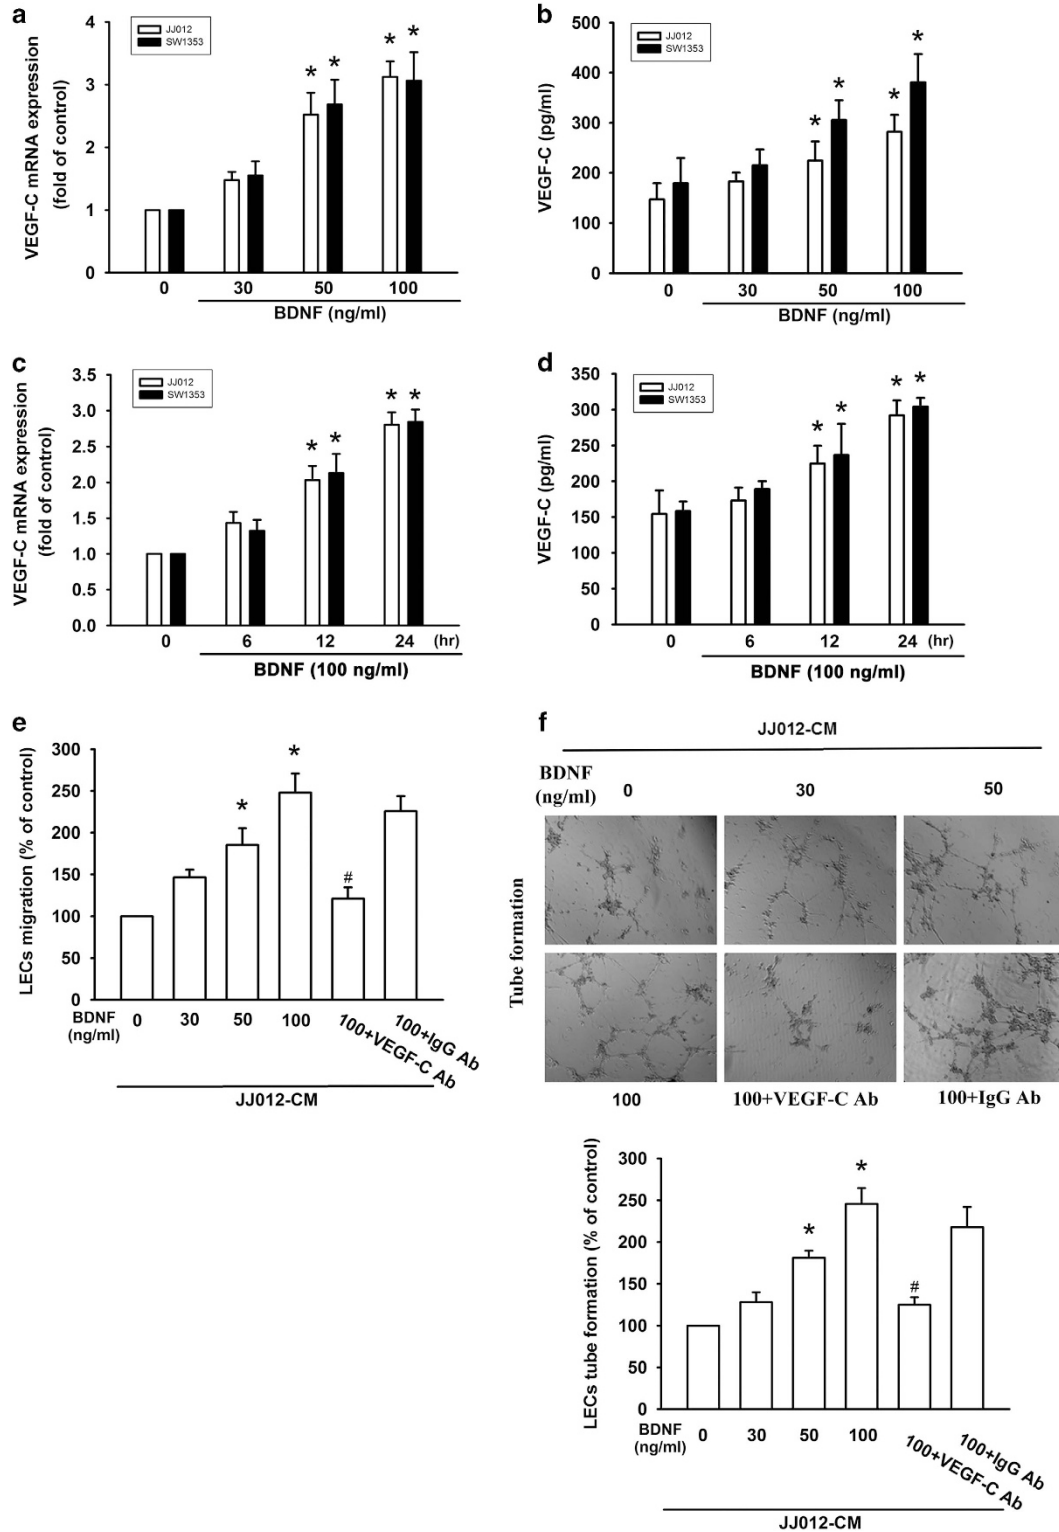 a
VEGF-C mRNA expression
(fold of control)
4
3
2
1
0
JJ012
SW1353
* * * *
0 30 50 100
BDNF (ng/ml)
b
VEGF-C (pg/ml)
500
400
300
200
100
0
JJ012
SW1353
* * * *
0 30 50 100
BDNF (ng/ml)
c
VEGF-C mRNA expression
(fold of control)
3.5
3.0
2.5
2.0
1.5
1.0
0.5
0.0
JJ012
SW1353
* * * *
0 6 12 24 (hr)
BDNF (100 ng/ml)
d
VEGF-C (pg/ml)
350
300
250
200
150
100
50
0
JJ012
SW1353
* * * *
0 6 12 24 (hr)
BDNF (100 ng/ml)
e
LECs migration (% of control)
300
250
200
150
100
50
0
* * #
BDNF
(ng/ml)
0 30 50 100 100+VEGF-C Ab 100+IgG Ab
JJ012-CM
f
JJ012-CM
BDNF
(ng/ml)
0 30 50
Tube formation
100 100+VEGF-C Ab 100+IgG Ab
LECs tube formation (% of control)
300
250
200
150
100
50
0
* * #
BDNF
(ng/ml)
0 30 50 100 100+VEGF-C Ab 100+IgG Ab
JJ012-CM